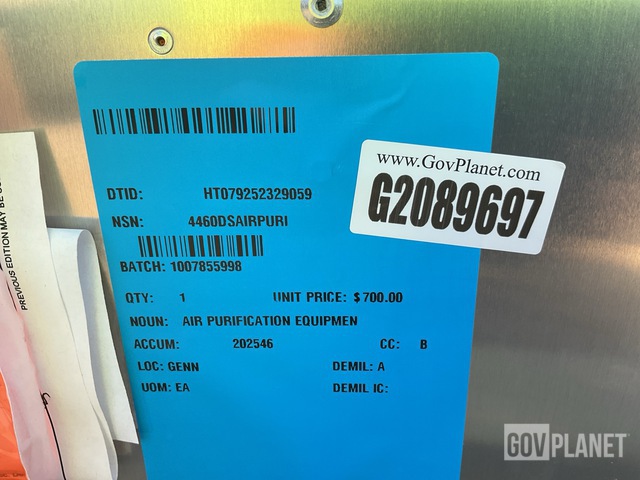 www.GovPlanet.com
G2089697
DTID: HT079252329059
NSN: 4460DSAIRPURI
BATCH: 1007855998
QTY: 1 UNIT PRICE: $700.00
NOUN: AIR PURIFICATION EQUIPMEN
ACCUM: 202546 CC: B
LOC: GENN DEMIL: A
UOM: EA DEMIL IC:
PREVIOUS EDITION MAY BE
GOVPLANET